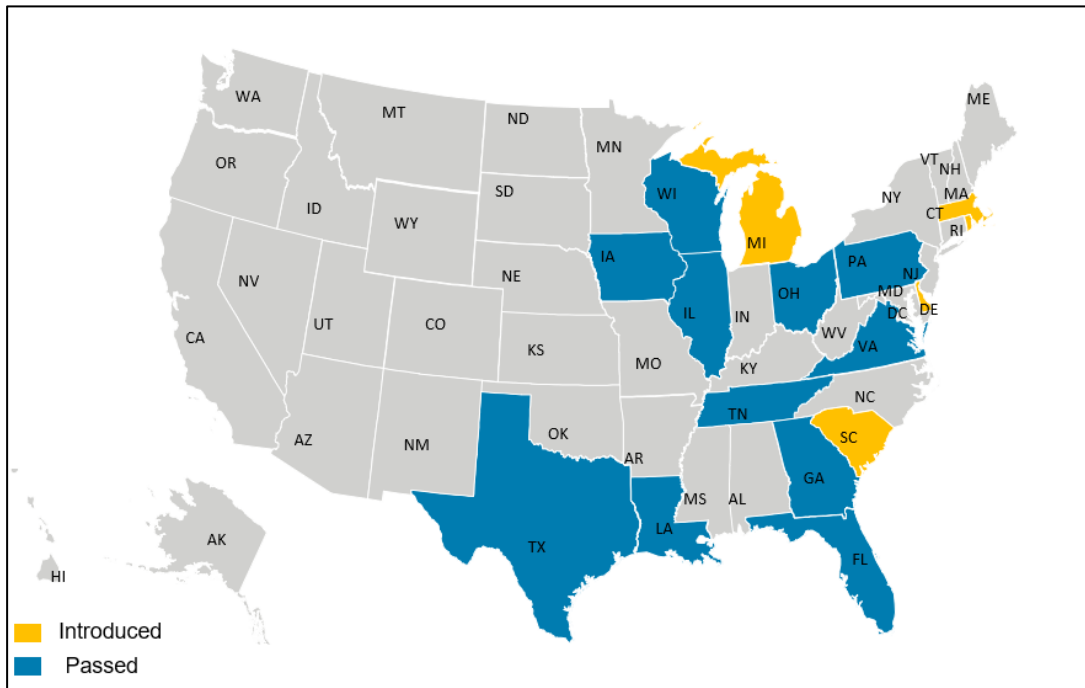 WA
MT
ND
MN
ME
VT
NH
OR
ID
SD
WI
NY
MA
WY
CT
RI
MI
IA
PA
NE
NJ
NV
OH
MD
IL
IN
DE
DC
UT
CO
WV
CA
VA
KS
MO
KY
NC
TN
AZ
NM
OK
SC
AR
GA
MS
AL
LA
TX
AK
FL
HI
Introduced
Passed